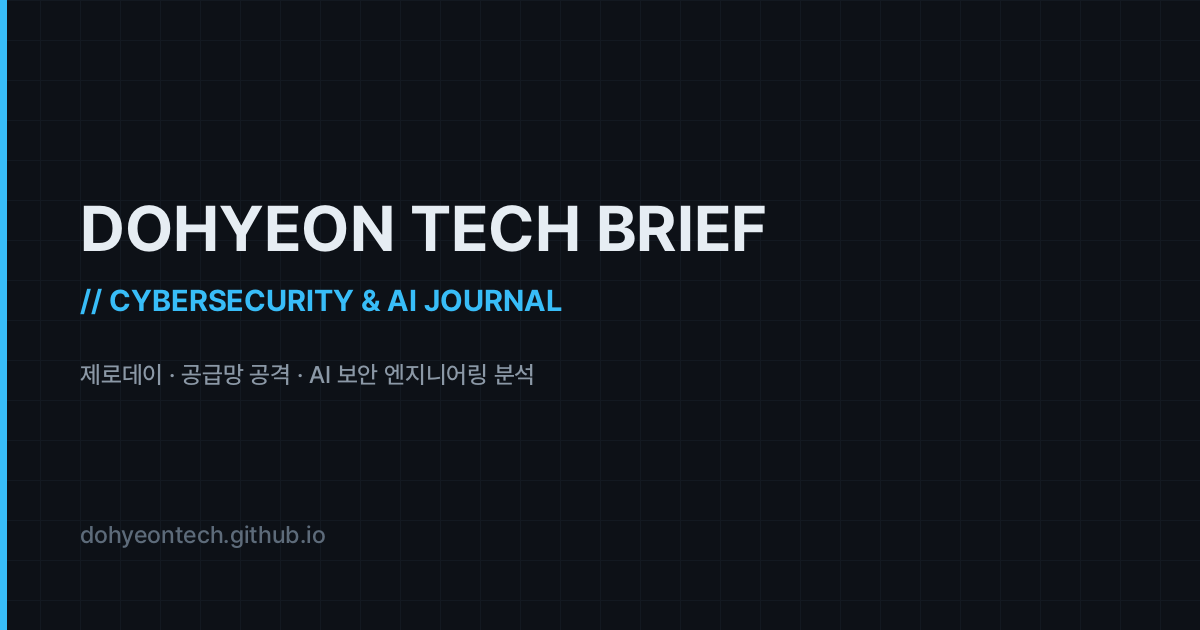 DOHYEON TECH BRIEF
// CYBERSECURITY & AI JOURNAL
제로데이 · 공급망 공격 · AI 보안 엔지니어링 분석
dohyeontech.github.io